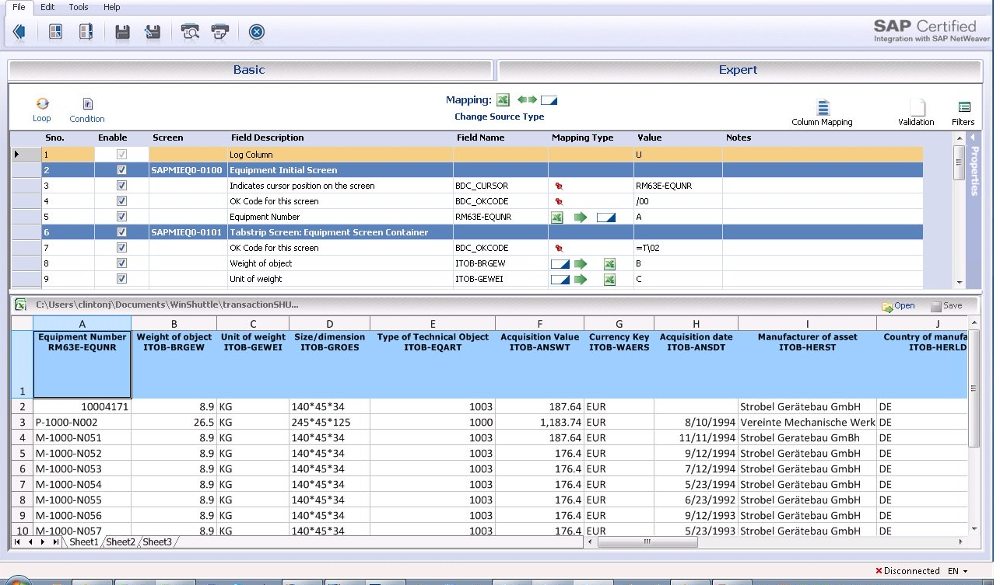 File Edit Tools Help
SAP Certified
Integration with SAP NetWeaver
Basic Expert
Mapping:
Change Source Type
Loop Condition Column Mapping Validation Filters
Sno. Enable Screen Field Description Field Name Mapping Type Value Notes
1 Log Column U
2 SAPMIEQ0-0100 Equipment Initial Screen
3 Indicates cursor position on the screen BDC_CURSOR RM63E-EQUNR
4 OK Code for this screen BDC_OKCODE /00
5 Equipment Number RM63E-EQUNR A
6 SAPMIEQ0-0101 Tabstrip Screen: Equipment Screen Container
7 OK Code for this screen BDC_OKCODE =T\02
8 Weight of object ITOB-BRGEW B
9 Unit of weight ITOB-GEWEI C
Properties
C:\Users\clintonj\Documents\WinShuttle\transactionSHU... Open Save
A B C D E F G H I J
Equipment Number Weight of object Unit of weight Size/dimension Type of Technical Object Acquisition Value Currency Key Acquisition date Manufacturer of asset Country of manufa
RM63E-EQUNR ITOB-BRGEW ITOB-GEWEI ITOB-GROES ITOB-EQART ITOB-ANSWT ITOB-WAERS ITOB-ANSDT ITOB-HERST ITOB-HERLD
1
2 10004171 8.9 KG 140*45*34 1003 187.64 EUR Strobel Gerätebau GmbH DE
3 P-1000-N002 26.5 KG 245*45*125 1000 1,183.74 EUR 8/10/1994 Vereinte Mechanische Werk DE
4 M-1000-N051 8.9 KG 140*45*34 1003 187.64 EUR 11/11/1994 Strobel Geratebau GmBh DE
5 M-1000-N052 8.9 KG 140*45*34 1003 176.4 EUR 9/12/1994 Strobel Gerätebau GmbH DE
6 M-1000-N053 8.9 KG 140*45*34 1003 176.4 EUR 7/12/1994 Strobel Gerätebau GmbH DE
7 M-1000-N054 8.9 KG 140*45*34 1003 176.4 EUR 5/23/1994 Strobel Gerätebau GmbH DE
8 M-1000-N055 8.9 KG 140*45*34 1003 176.4 EUR 6/23/1992 Strobel Gerätebau GmbH DE
9 M-1000-N056 8.9 KG 140*45*34 1003 176.4 EUR 9/12/1993 Strobel Gerätebau GmbH DE
10 M-1000-N057 8.9 KG 140*45*34 1003 176.4 EUR 5/23/1993 Strobel Gerätebau GmbH DE
Sheet1 Sheet2 Sheet3
Disconnected EN